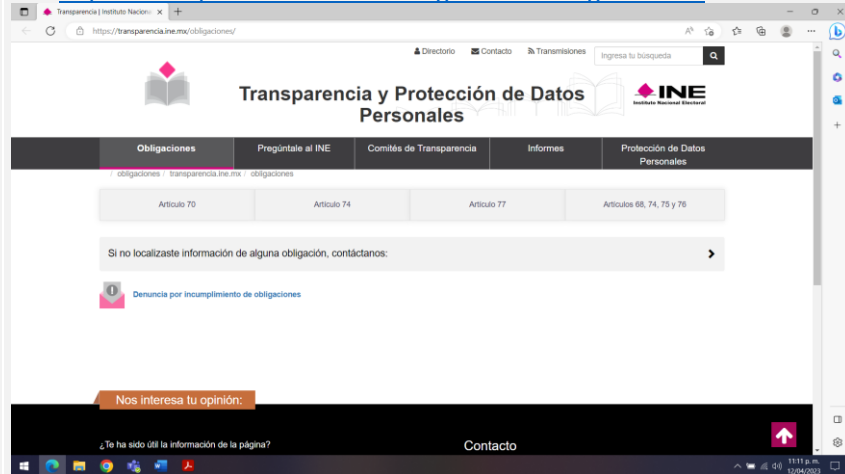 Transparencia | Instituto Naciona
https://transparencia.ine.mx/obligaciones/
Directorio Contacto Transmisiones
Ingresa tu búsqueda
Transparencia y Protección de Datos
Personales
INE
Instituto Nacional Electoral
Obligaciones
Pregúntale al INE
Comités de Transparencia
Informes
Protección de Datos
Personales
/ obligaciones / transparencia.ine.mx / obligaciones
Artículo 70
Artículo 74
Artículo 77
Artículos 68, 74, 75 y 76
Si no localizaste información de alguna obligación, contáctanos:
Denuncia por incumplimiento de obligaciones
Nos interesa tu opinión:
¿Te ha sido útil la información de la página?
Contacto
11:11 p. m.
12/04/2023